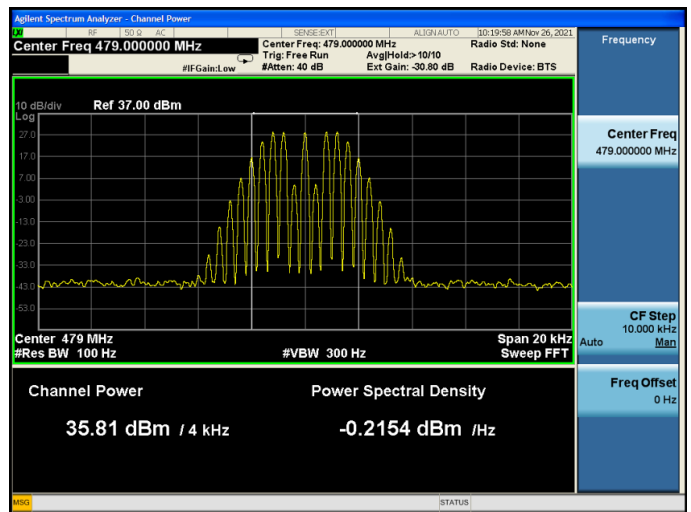 Agilent Spectrum Analyzer - Channel Power
RF 50 Ω AC SENSE:EXT ALIGN AUTO 10:19:58 AM Nov 26, 2021
Center Freq 479.000000 MHz
Center Freq: 479.000000 MHz Radio Std: None
Trig: Free Run Avg|Hold:> 10/10
#IFGain:Low #Atten: 40 dB Ext Gain: -30.80 dB Radio Device: BTS
10 dB/div Ref 37.00 dBm
Log
27.0
17.0
7.00
-3.00
-13.0
-23.0
-33.0
-43.0
-53.0
Center 479 MHz Span 20 kHz
#Res BW 100 Hz #VBW 300 Hz Sweep FFT
Channel Power Power Spectral Density
35.81 dBm / 4 kHz -0.2154 dBm /Hz
Frequency
Center Freq
479.000000 MHz
CF Step
10.000 kHz
Auto Man
Freq Offset
0 Hz
MSG STATUS